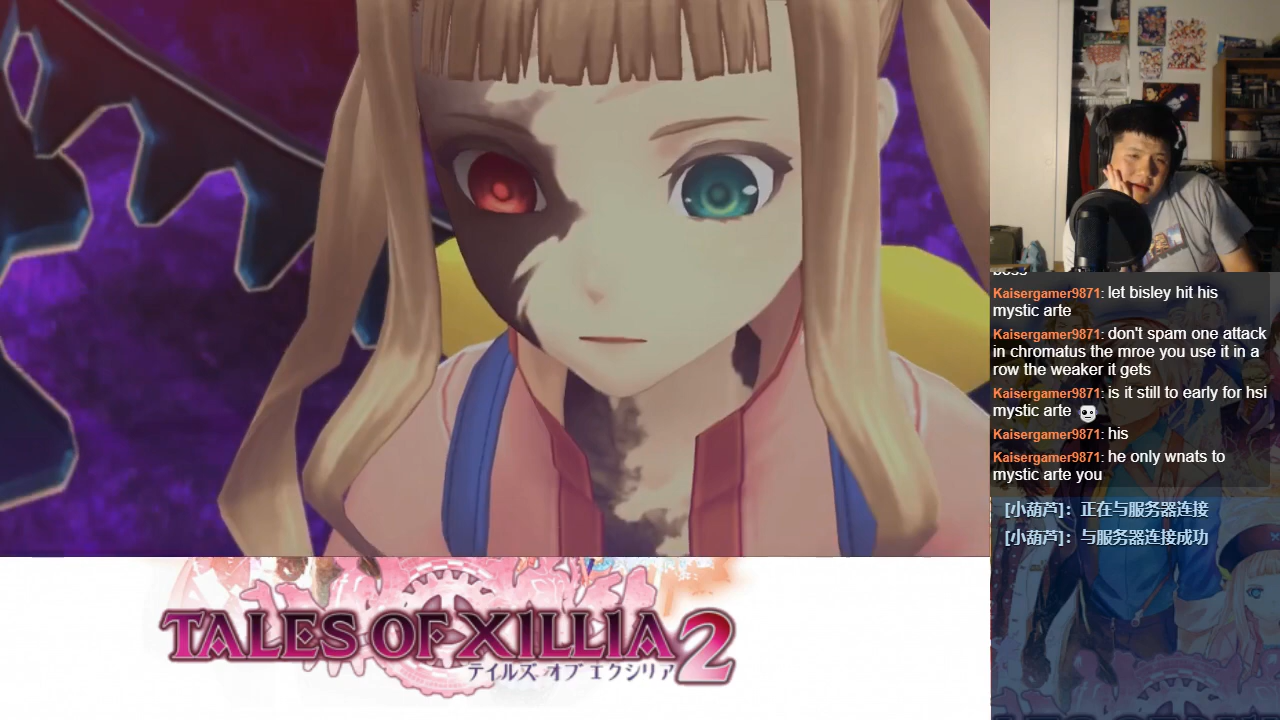 boss
Kaisergamer9871: let bisley hit his
mystic arte
Kaisergamer9871: don't spam one attack
in chromatus the mroe you use it in a
row the weaker it gets
Kaisergamer9871: is it still to early for hsi
mystic arte
Kaisergamer9871: his
Kaisergamer9871: he only wnats to
mystic arte you
[小葫芦]：正在与服务器连接
[小葫芦]：与服务器连接成功
TALES OF XILLIA 2
テイルズ オブ エクシリア